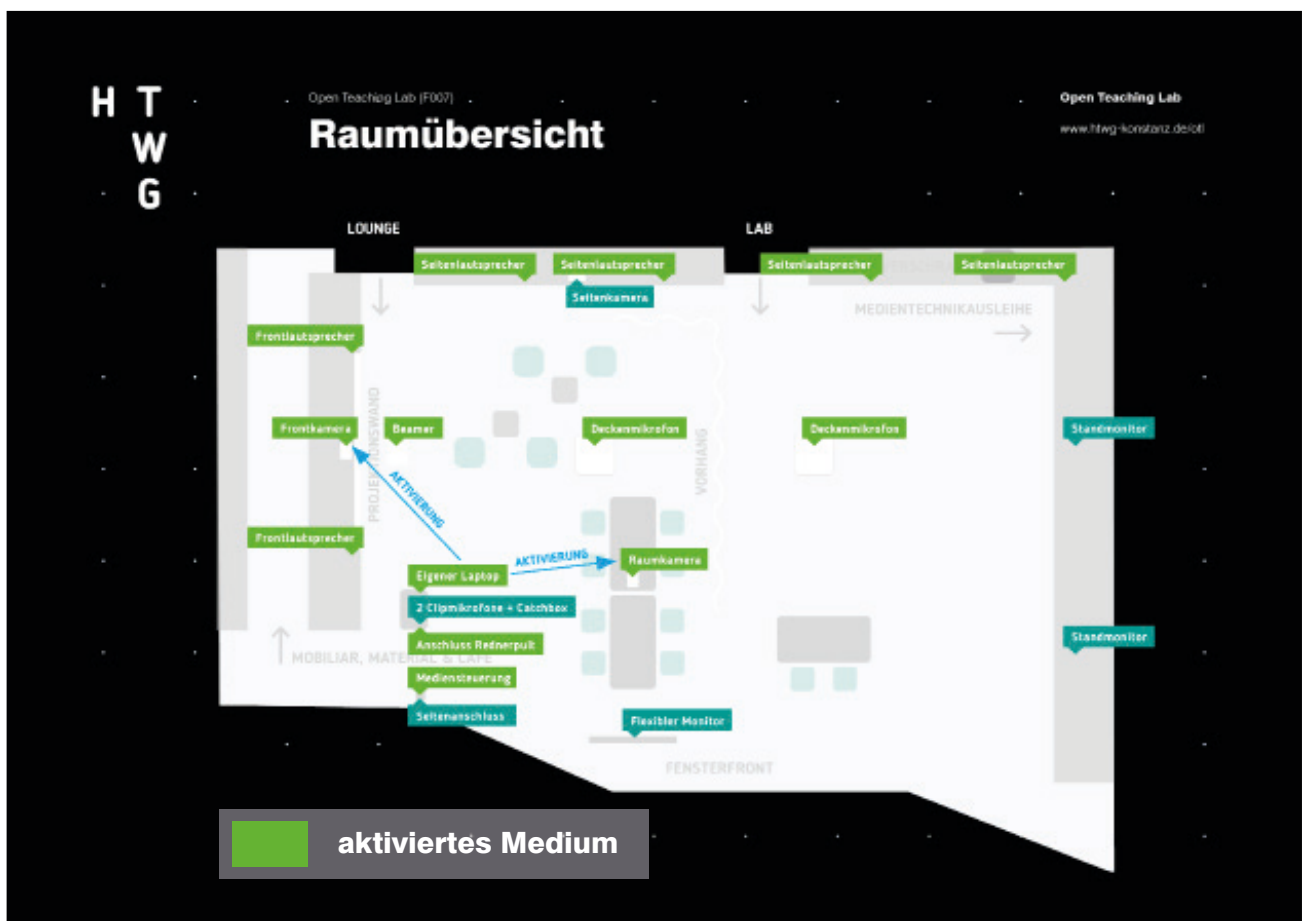 H T
W
G
Open Teaching Lab (F007)
Raumübersicht
Open Teaching Lab
www.htwg-konstanz.de/otl
LOUNGE
LAB
Seitenlautsprecher
Seitenlautsprecher
Seitenlautsprecher
Seitenlautsprecher
Seitenkamera
MEDIENTECHNIKAUSLEIHE
Frontlautsprecher
PROJEKTIONSWAND
Frontkamera
Beamer
Deckenmikrofon
VORHANG
Deckenmikrofon
Standmonitor
AKTIVIERUNG
Frontlautsprecher
AKTIVIERUNG
Raumkamera
Eigener Laptop
2 Clipmikrofone + Catchbox
Anschluss Rednerpult
MOBILIAR, MATERIAL & CAFÉ
Mediensteuerung
Seitenanschluss
Standmonitor
Flexibler Monitor
FENSTERFRONT
aktiviertes Medium